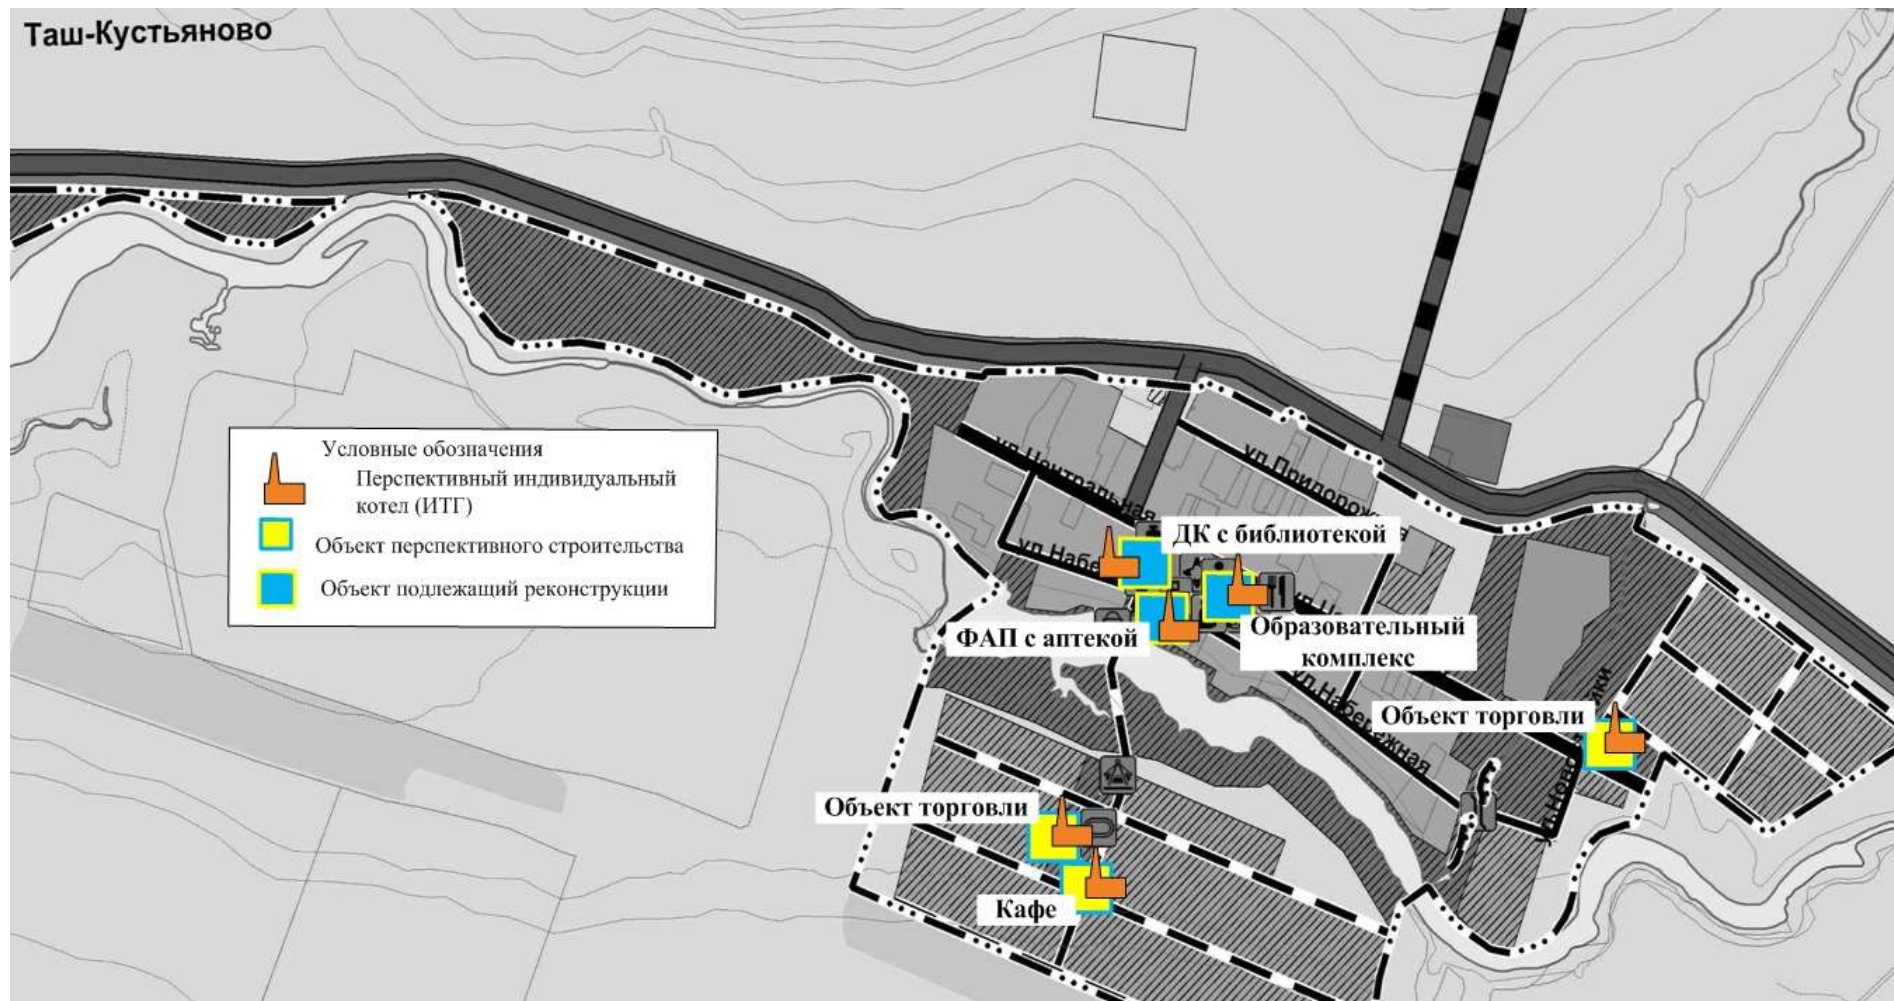 Таш-Кустьяново
Условные обозначения
Перспективный индивидуальный
котел (ИТГ)
Объект перспективного строительства
Объект подлежащий реконструкции
ул.Центральная
ул.Придорожная
ДК с библиотекой
ФАП с аптекой
Образовательный
комплекс
ул.Набережная
Объект торговли
Объект торговли
Кафе